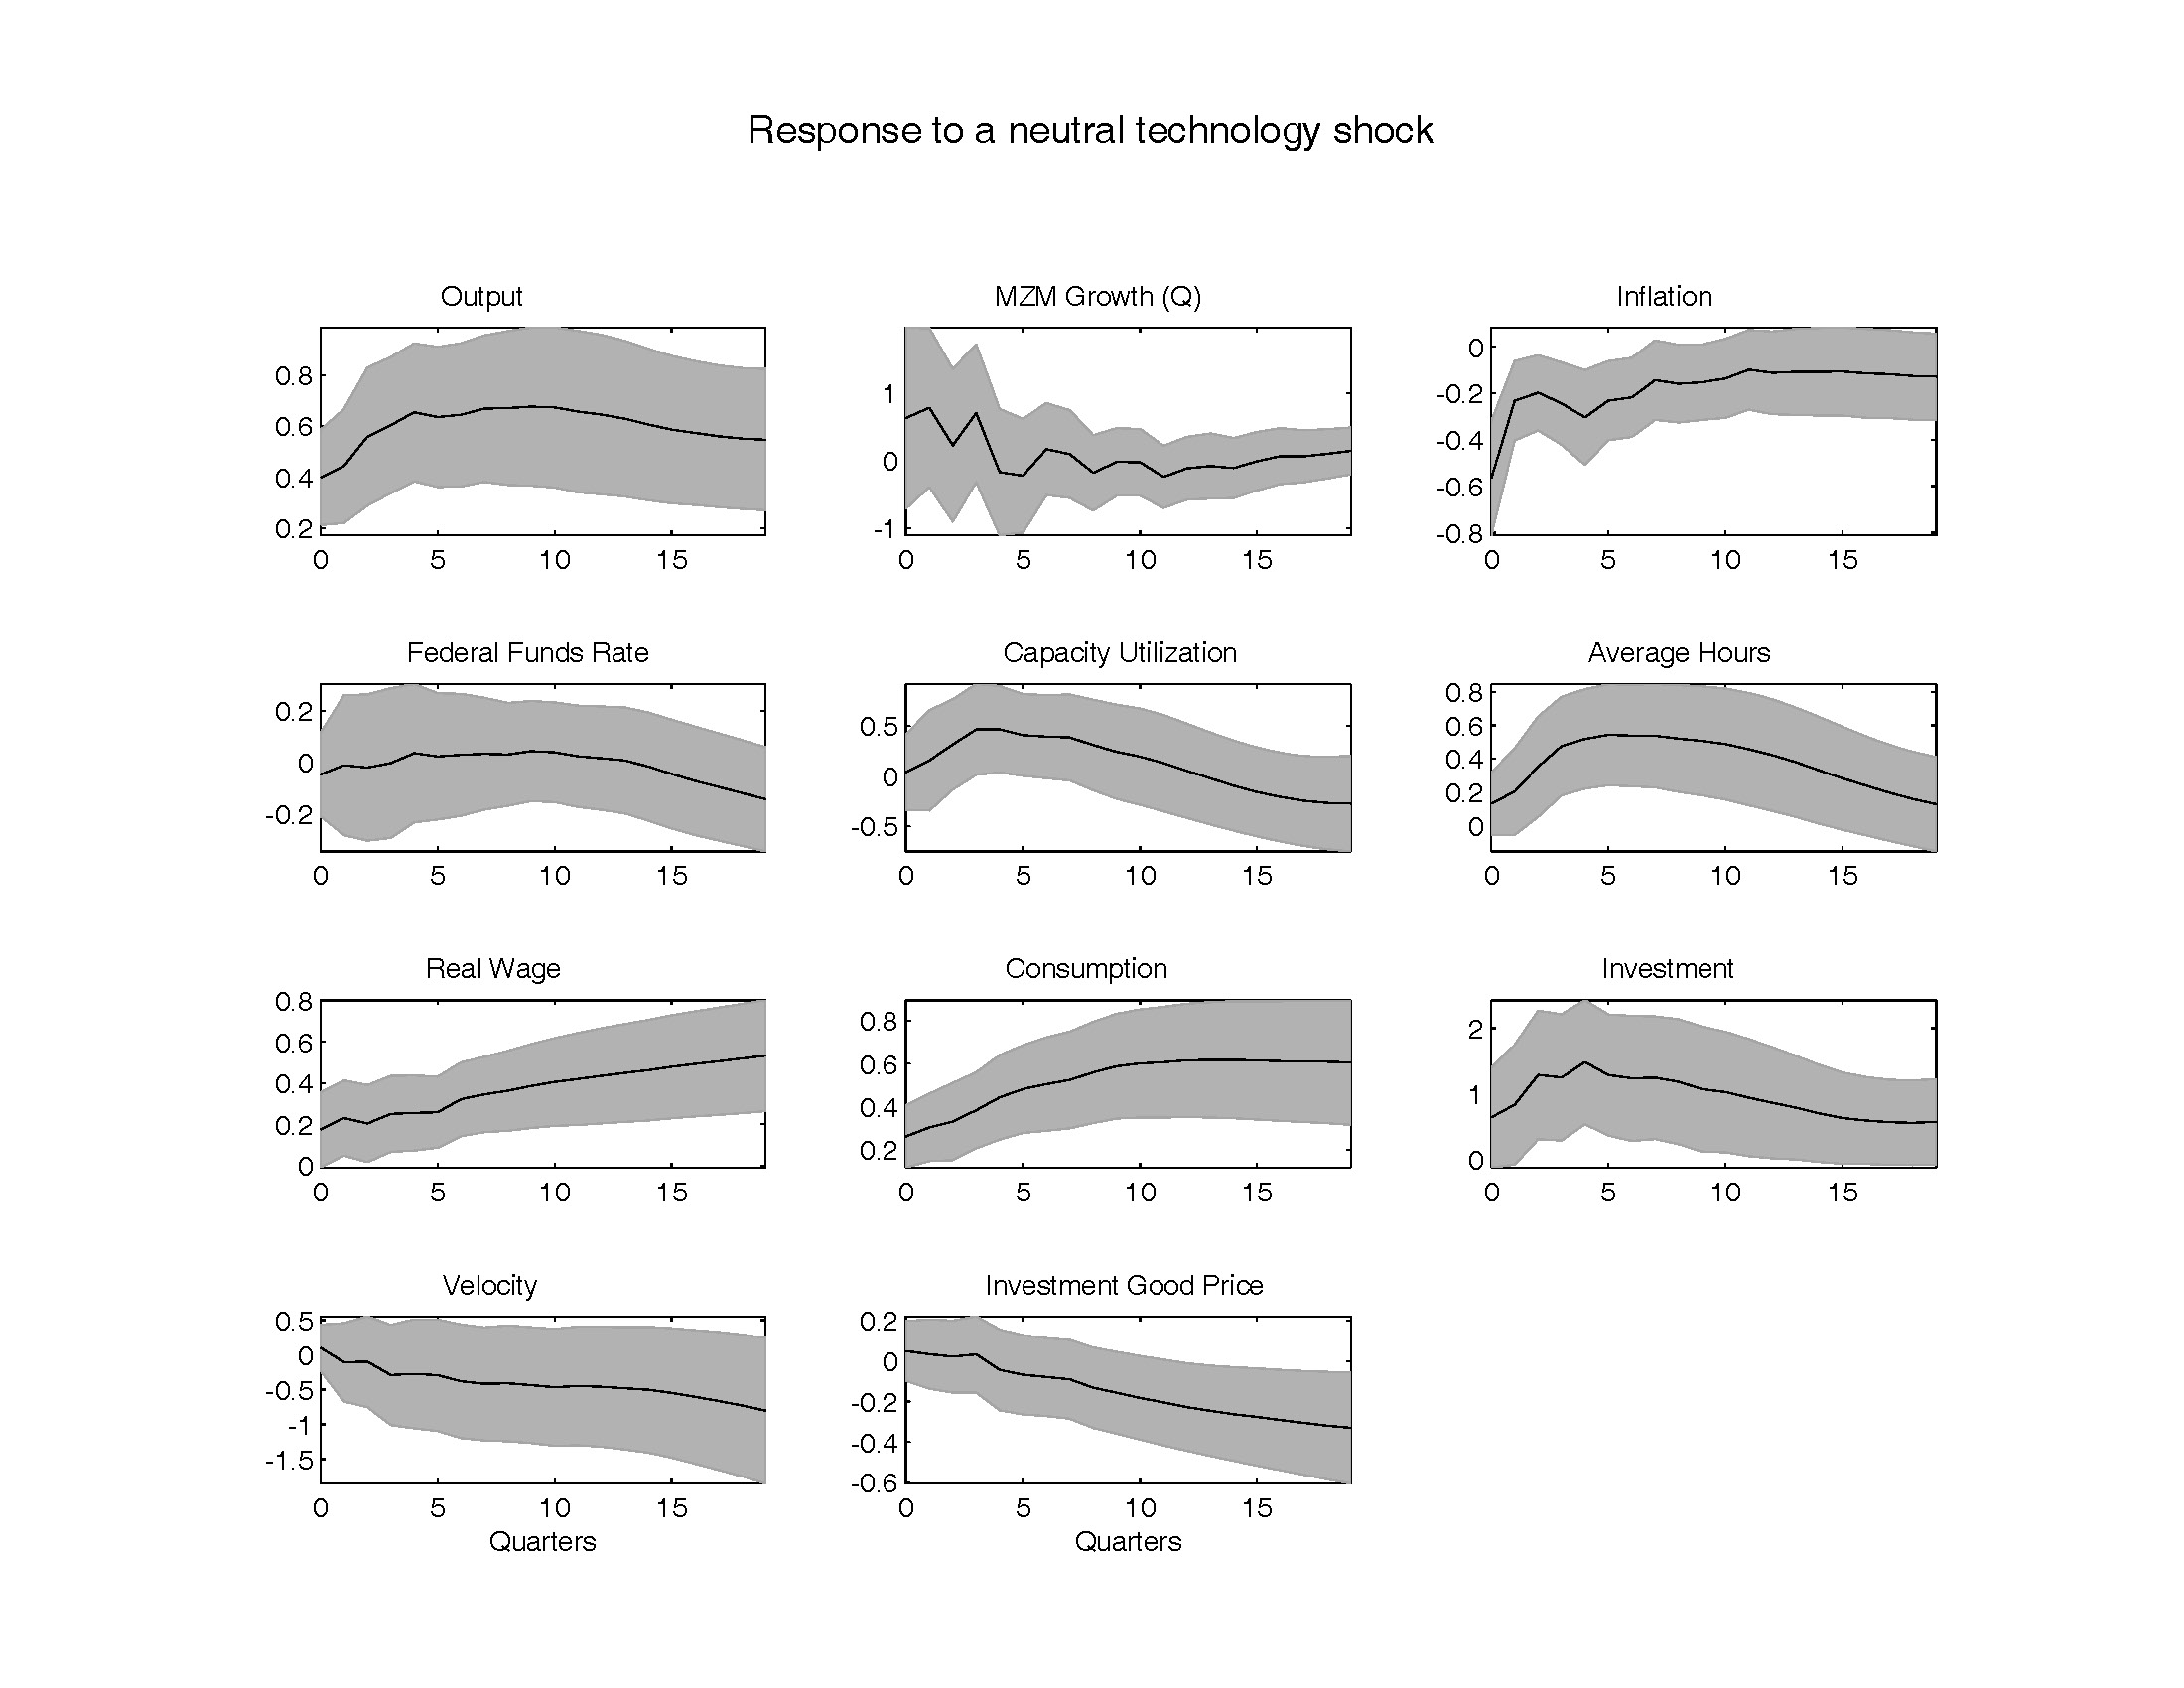 Response to a neutral technology shock
Output
0.8
0.6
0.4
0.2
0 5 10 15
MZM Growth (Q)
1
0
-1
0 5 10 15
Inflation
0
-0.2
-0.4
-0.6
-0.8
0 5 10 15
Federal Funds Rate
0.2
0
-0.2
0 5 10 15
Capacity Utilization
0.5
0
-0.5
0 5 10 15
Average Hours
0.8
0.6
0.4
0.2
0
0 5 10 15
Real Wage
0.8
0.6
0.4
0.2
0
0 5 10 15
Consumption
0.8
0.6
0.4
0.2
0 5 10 15
Investment
2
1
0
0 5 10 15
Velocity
0.5
0
-0.5
-1
-1.5
0 5 10 15
Quarters
Investment Good Price
0.2
0
-0.2
-0.4
-0.6
0 5 10 15
Quarters